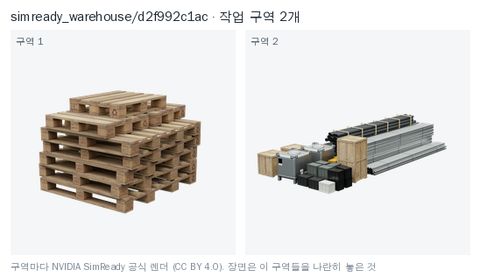 simready_warehouse/d2f992c1ac · 작업 구역 2개
구역 1
구역 2
구역마다 NVIDIA SimReady 공식 렌더 (CC BY 4.0). 장면은 이 구역들을 나란히 놓은 것